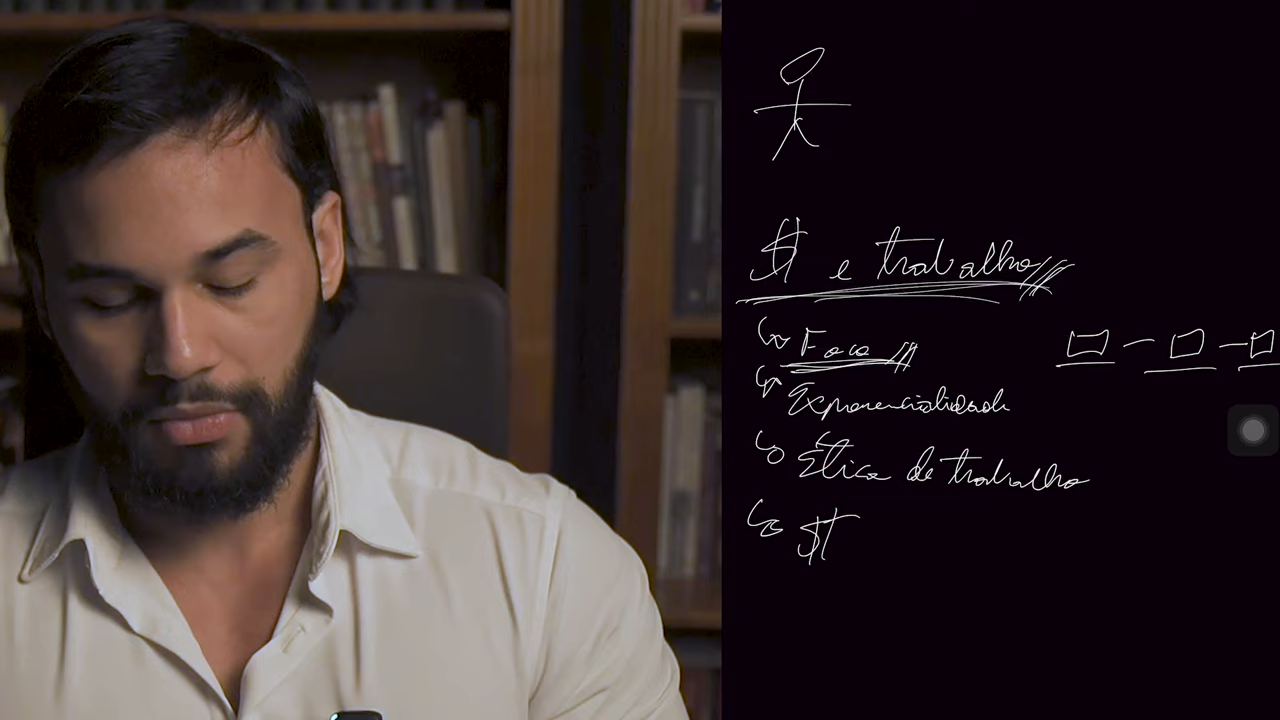 $ e trabalho
Foco
Exponencialidade
Ética de trabalho
$